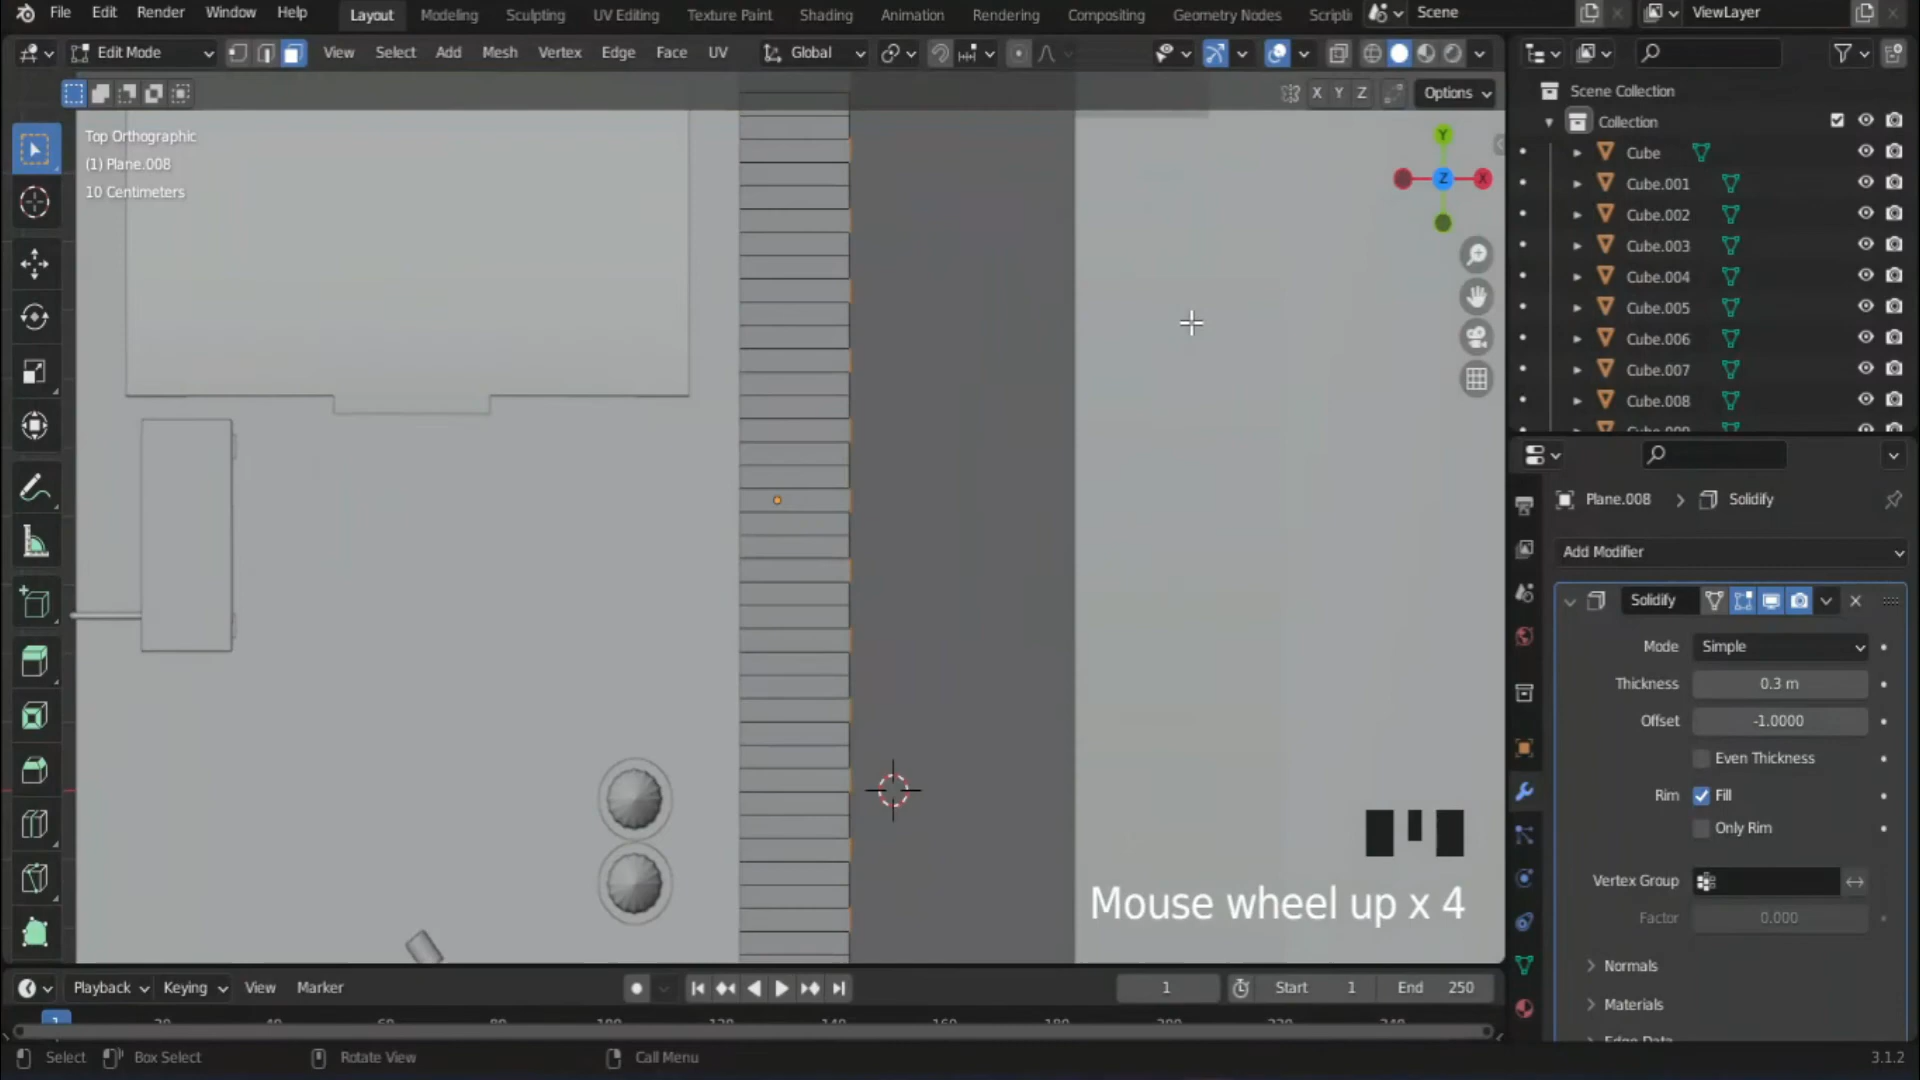 File Edit Render Window Help Layout Modeling Sculpting UV Editing Texture Paint Shading Animation Rendering Compositing Geometry Nodes Scripti Scene ViewLayer
Edit Mode View Select Add Mesh Vertex Edge Face UV Global
X Y Z Options
Top Orthographic
(1) Plane.008
10 Centimeters
Y
Z
X
Scene Collection
Collection
Cube
Cube.001
Cube.002
Cube.003
Cube.004
Cube.005
Cube.006
Cube.007
Cube.008
Plane.008 > Solidify
Add Modifier
Solidify
Mode Simple
Thickness 0.3 m
Offset -1.0000
Even Thickness
Rim Fill
Only Rim
Vertex Group
Factor 0.000
Normals
Materials
Mouse wheel up x 4
Playback Keying View Marker 1 Start 1 End 250
1
Select Box Select Rotate View Call Menu 3.1.2